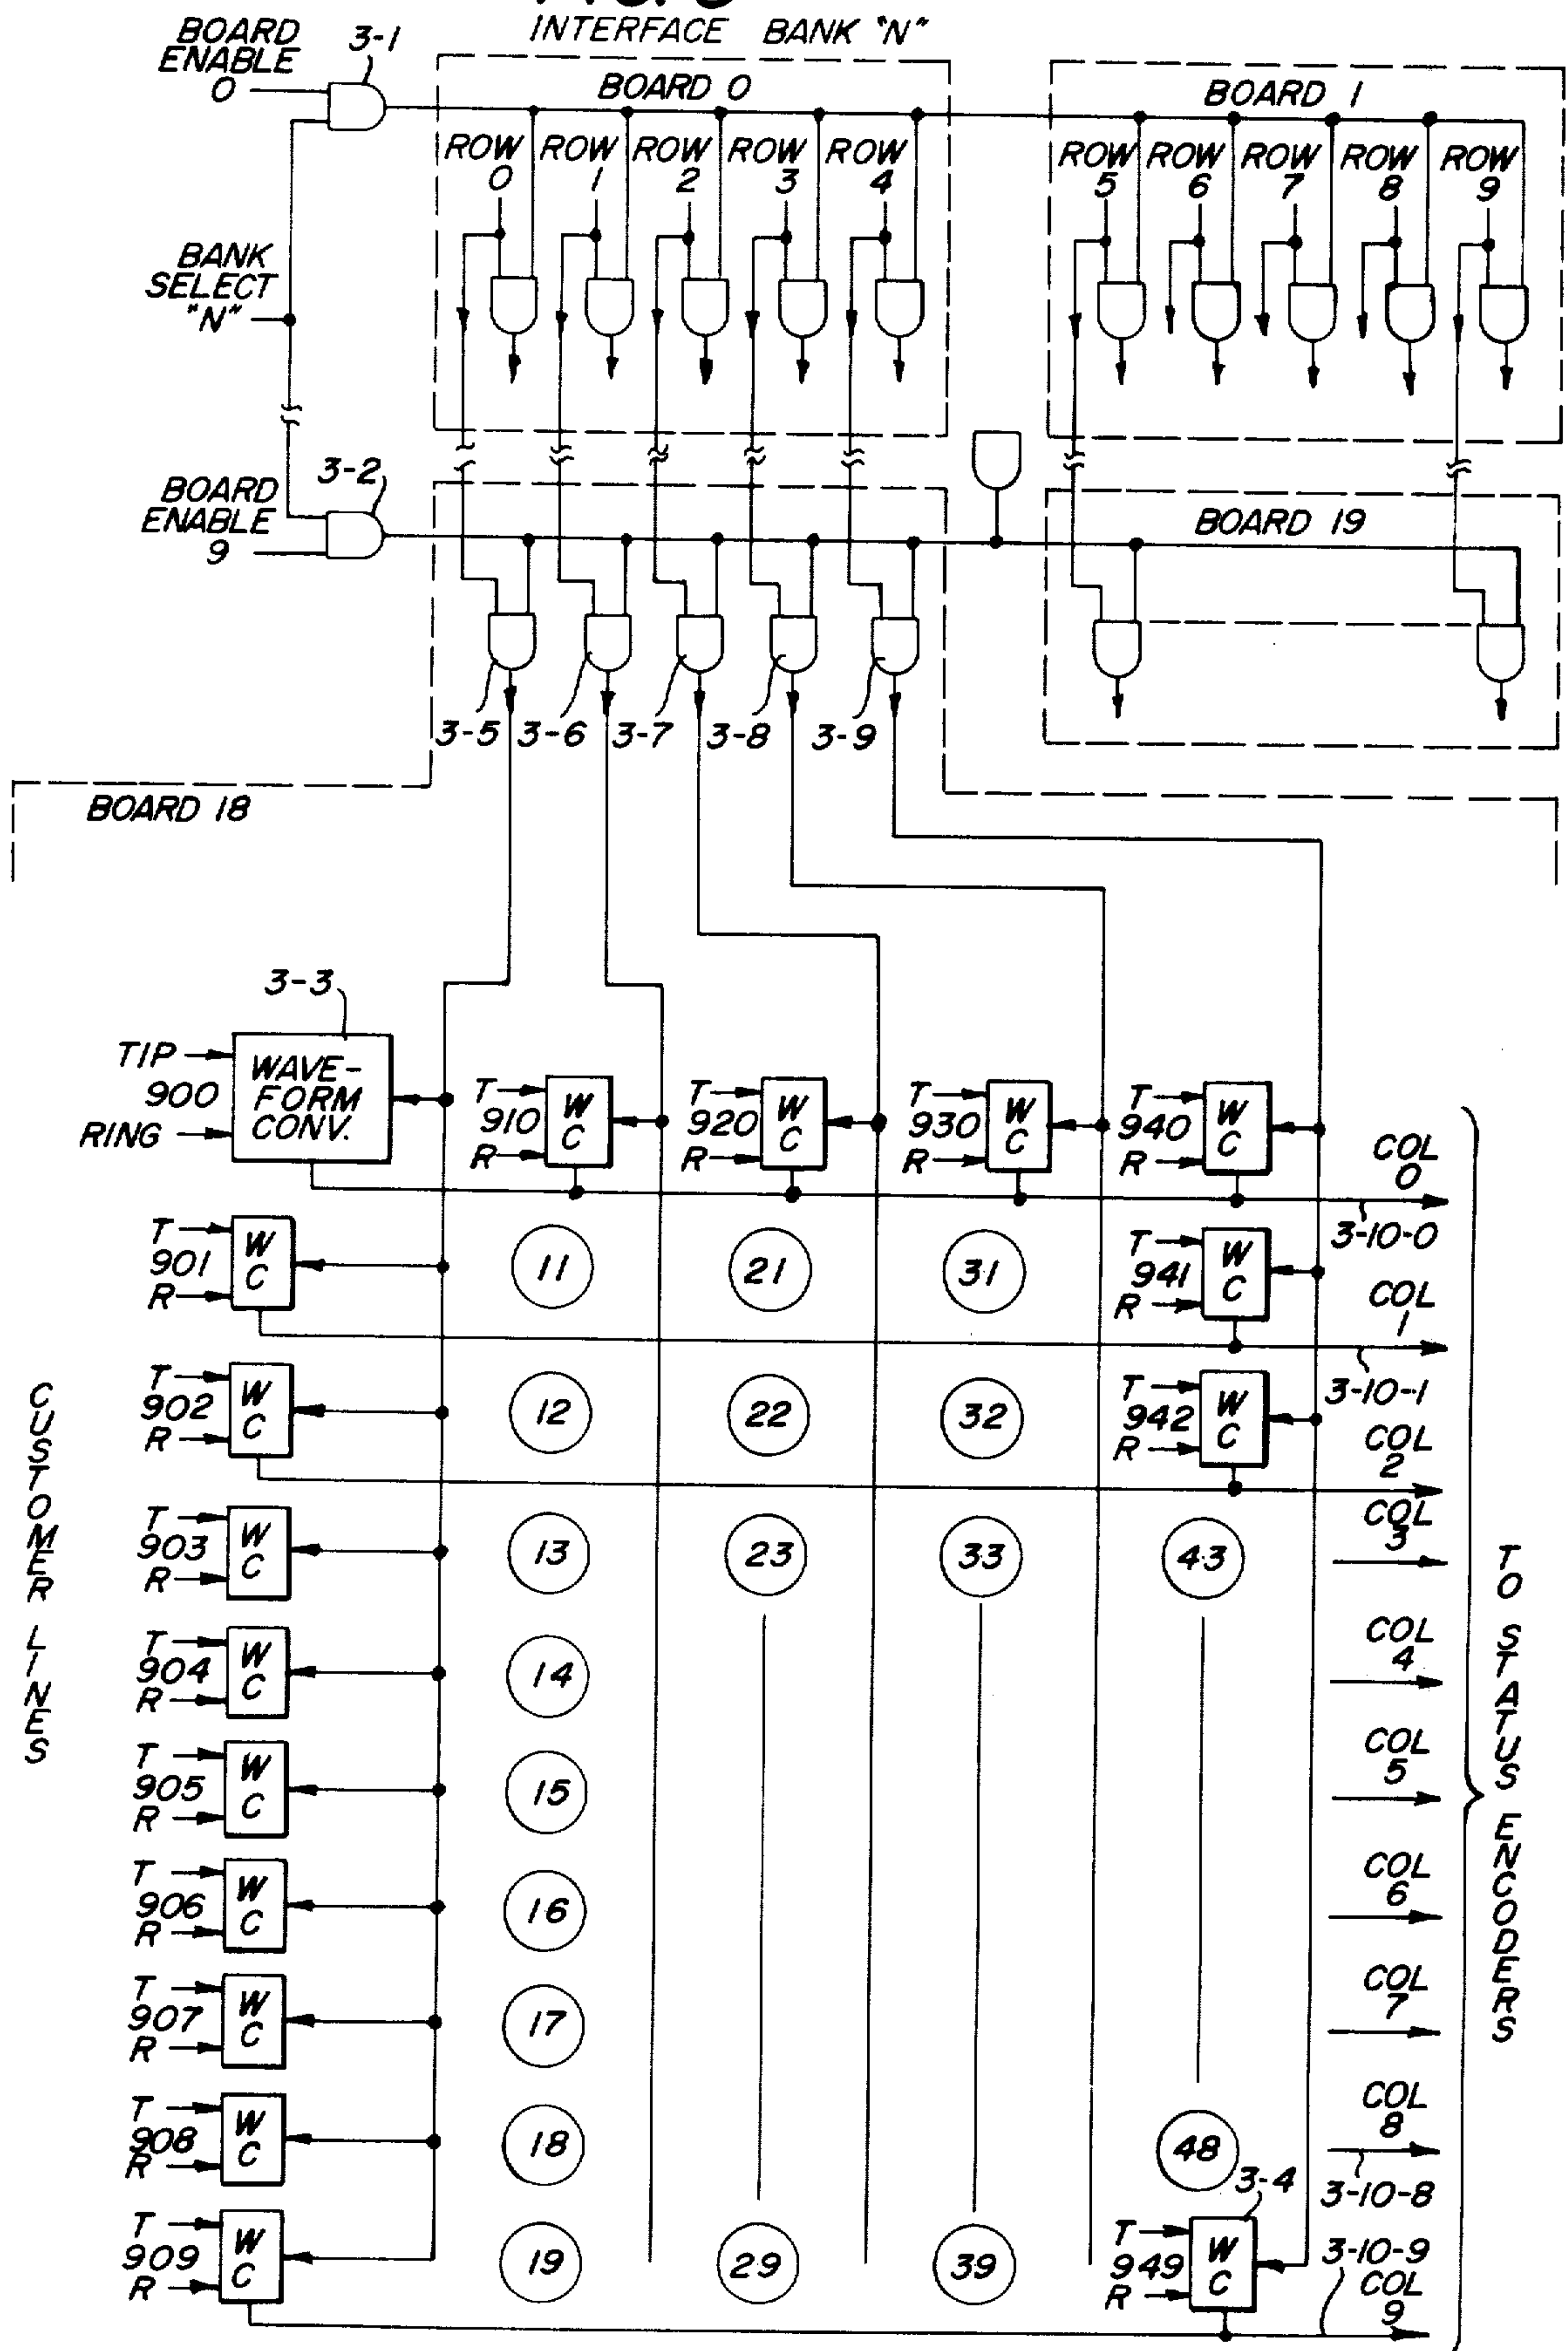 INTERFACE BANK "N"
BOARD
ENABLE
0
3-1
BOARD 0
BOARD 1
ROW ROW ROW ROW ROW
0 1 2 3 4
ROW ROW ROW ROW ROW
5 6 7 8 9
BANK
SELECT
"N"
BOARD
ENABLE
9
3-2
BOARD 19
3-5 3-6 3-7 3-8 3-9
BOARD 18
3-3
TIP
900
RING
WAVE-
FORM
CONV.
T
910
R
W
C
T
920
R
W
C
T
930
R
W
C
T
940
R
W
C
COL
0
3-10-0
T
901
R
W
C
11
21
31
T
941
R
W
C
COL
1
3-10-1
T
902
R
W
C
12
22
32
T
942
R
W
C
COL
2
T
903
R
W
C
13
23
33
43
COL
3
T
904
R
W
C
14
COL
4
T
905
R
W
C
15
COL
5
T
906
R
W
C
16
COL
6
T
907
R
W
C
17
COL
7
T
908
R
W
C
18
48
COL
8
3-10-8
T
909
R
W
C
19
29
39
3-4
T
949
R
W
C
3-10-9
COL
9
CUSTOMER LINES
TO STATUS ENCODERS